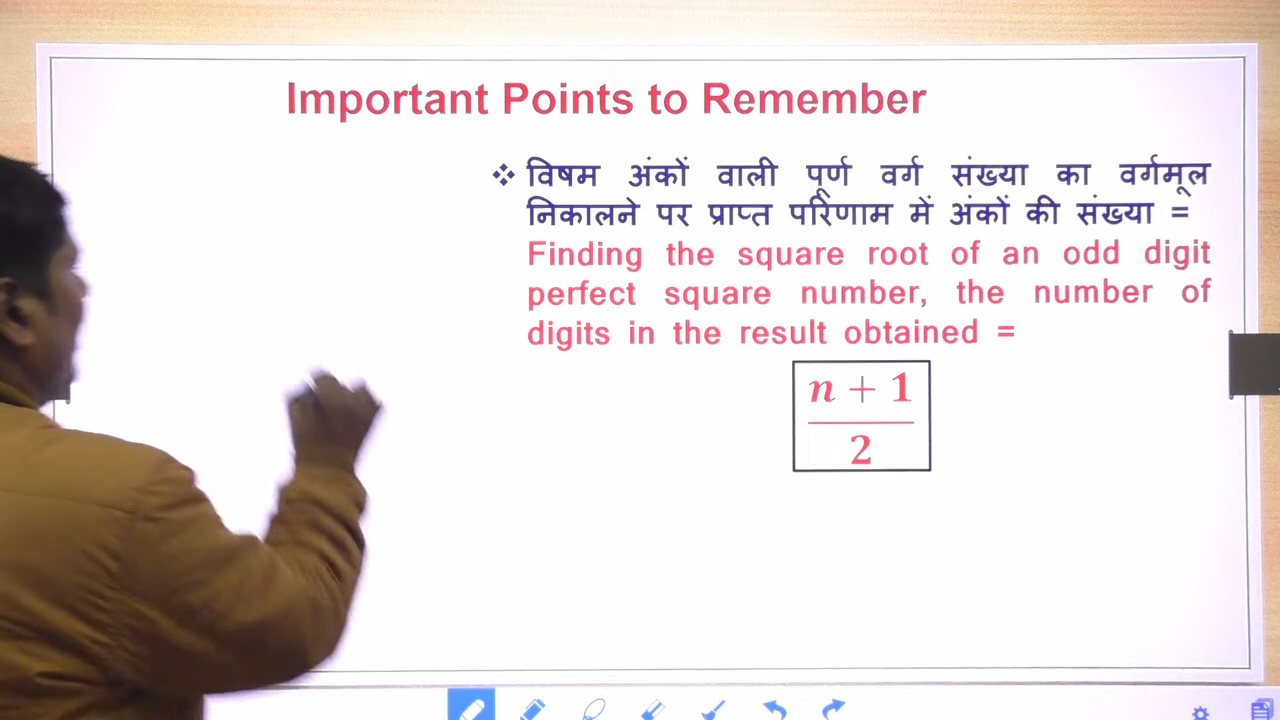 Important Points to Remember
❖ विषम अंकों वाली पूर्ण वर्ग संख्या का वर्गमूल
निकालने पर प्राप्त परिणाम में अंकों की संख्या =
Finding the square root of an odd digit
perfect square number, the number of
digits in the result obtained =
n + 1
2